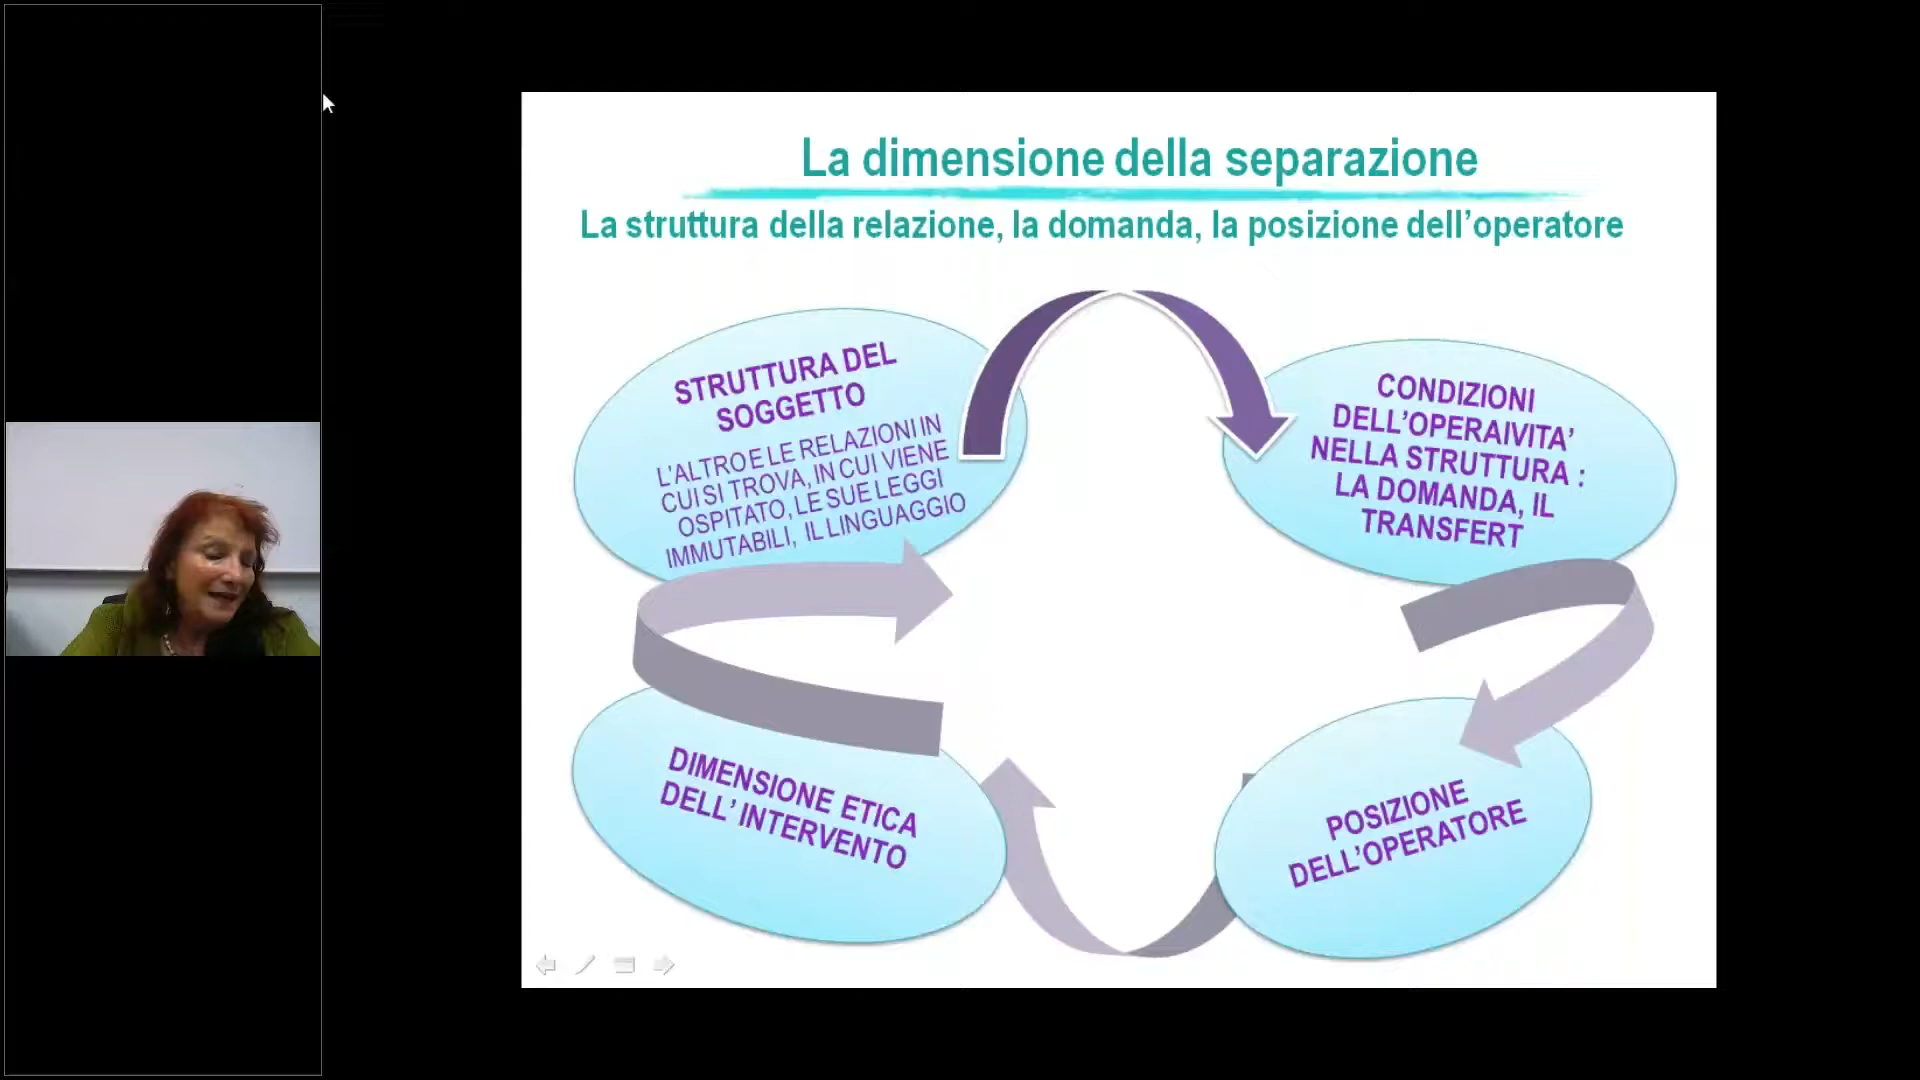 La dimensione della separazione
La struttura della relazione, la domanda, la posizione dell’operatore
STRUTTURA DEL
SOGGETTO
L'ALTRO E LE RELAZIONI IN
CUI SI TROVA, IN CUI VIENE
OSPITATO, LE SUE LEGGI
IMMUTABILI, IL LINGUAGGIO
CONDIZIONI
DELL’OPERAIVITA’
NELLA STRUTTURA :
LA DOMANDA, IL
TRANSFERT
DIMENSIONE ETICA
DELL’ INTERVENTO
POSIZIONE
DELL’OPERATORE